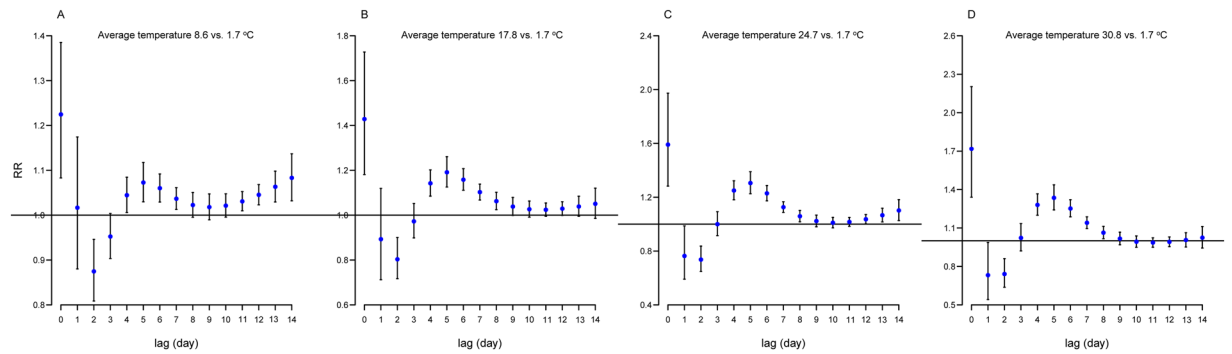 A
Average temperature 8.6 vs. 1.7 °C
RR
1.4
1.3
1.2
1.1
1.0
0.9
0.8
0 1 2 3 4 5 6 7 8 9 10 11 12 13 14
lag (day)
B
Average temperature 17.8 vs. 1.7 °C
1.8
1.6
1.4
1.2
1.0
0.8
0.6
0 1 2 3 4 5 6 7 8 9 10 11 12 13 14
lag (day)
C
Average temperature 24.7 vs. 1.7 °C
2.4
2.0
1.6
1.2
0.8
0.4
0 1 2 3 4 5 6 7 8 9 10 11 12 13 14
lag (day)
D
Average temperature 30.8 vs. 1.7 °C
2.6
2.3
2.0
1.7
1.4
1.1
0.8
0.5
0 1 2 3 4 5 6 7 8 9 10 11 12 13 14
lag (day)